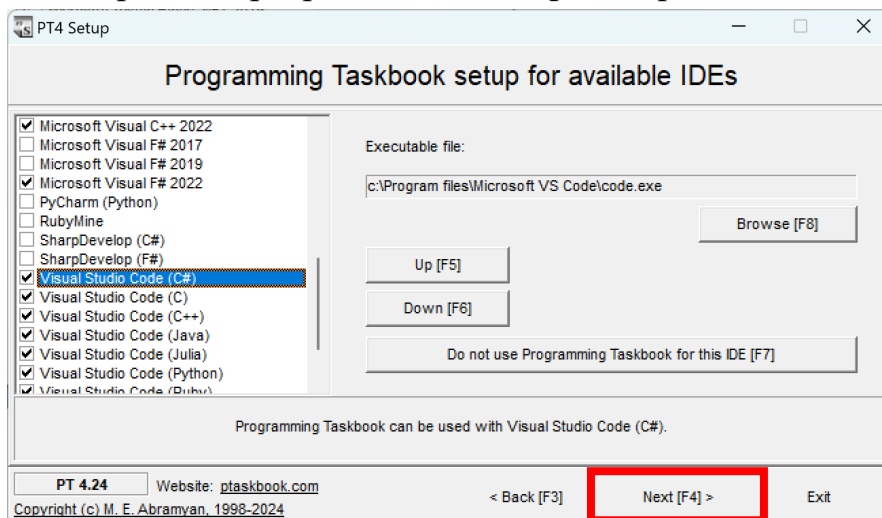 PT4 Setup
Programming Taskbook setup for available IDEs
Microsoft Visual C++ 2022
Microsoft Visual F# 2017
Microsoft Visual F# 2019
Microsoft Visual F# 2022
PyCharm (Python)
RubyMine
SharpDevelop (C#)
SharpDevelop (F#)
Visual Studio Code (C#)
Visual Studio Code (C)
Visual Studio Code (C++)
Visual Studio Code (Java)
Visual Studio Code (Julia)
Visual Studio Code (Python)
Visual Studio Code (Ruby)
Executable file:
c:\Program files\Microsoft VS Code\code.exe
Browse [F8]
Up [F5]
Down [F6]
Do not use Programming Taskbook for this IDE [F7]
Programming Taskbook can be used with Visual Studio Code (C#).
PT 4.24
Website: ptaskbook.com
Copyright (c) M. E. Abramyan, 1998-2024
< Back [F3]
Next [F4] >
Exit